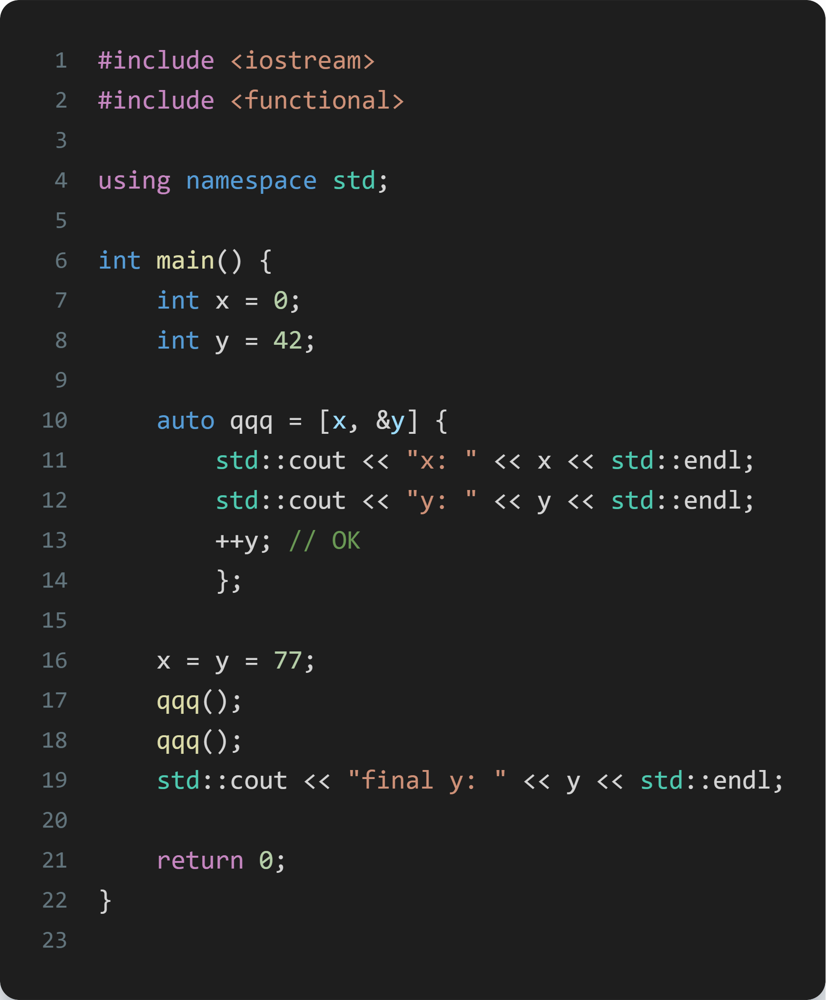 1 #include <iostream>
2 #include <functional>
3
4 using namespace std;
5
6 int main() {
7     int x = 0;
8     int y = 42;
9
10     auto qqq = [x, &y] {
11         std::cout << "x: " << x << std::endl;
12         std::cout << "y: " << y << std::endl;
13         ++y; // OK
14         };
15
16     x = y = 77;
17     qqq();
18     qqq();
19     std::cout << "final y: " << y << std::endl;
20
21     return 0;
22 }
23